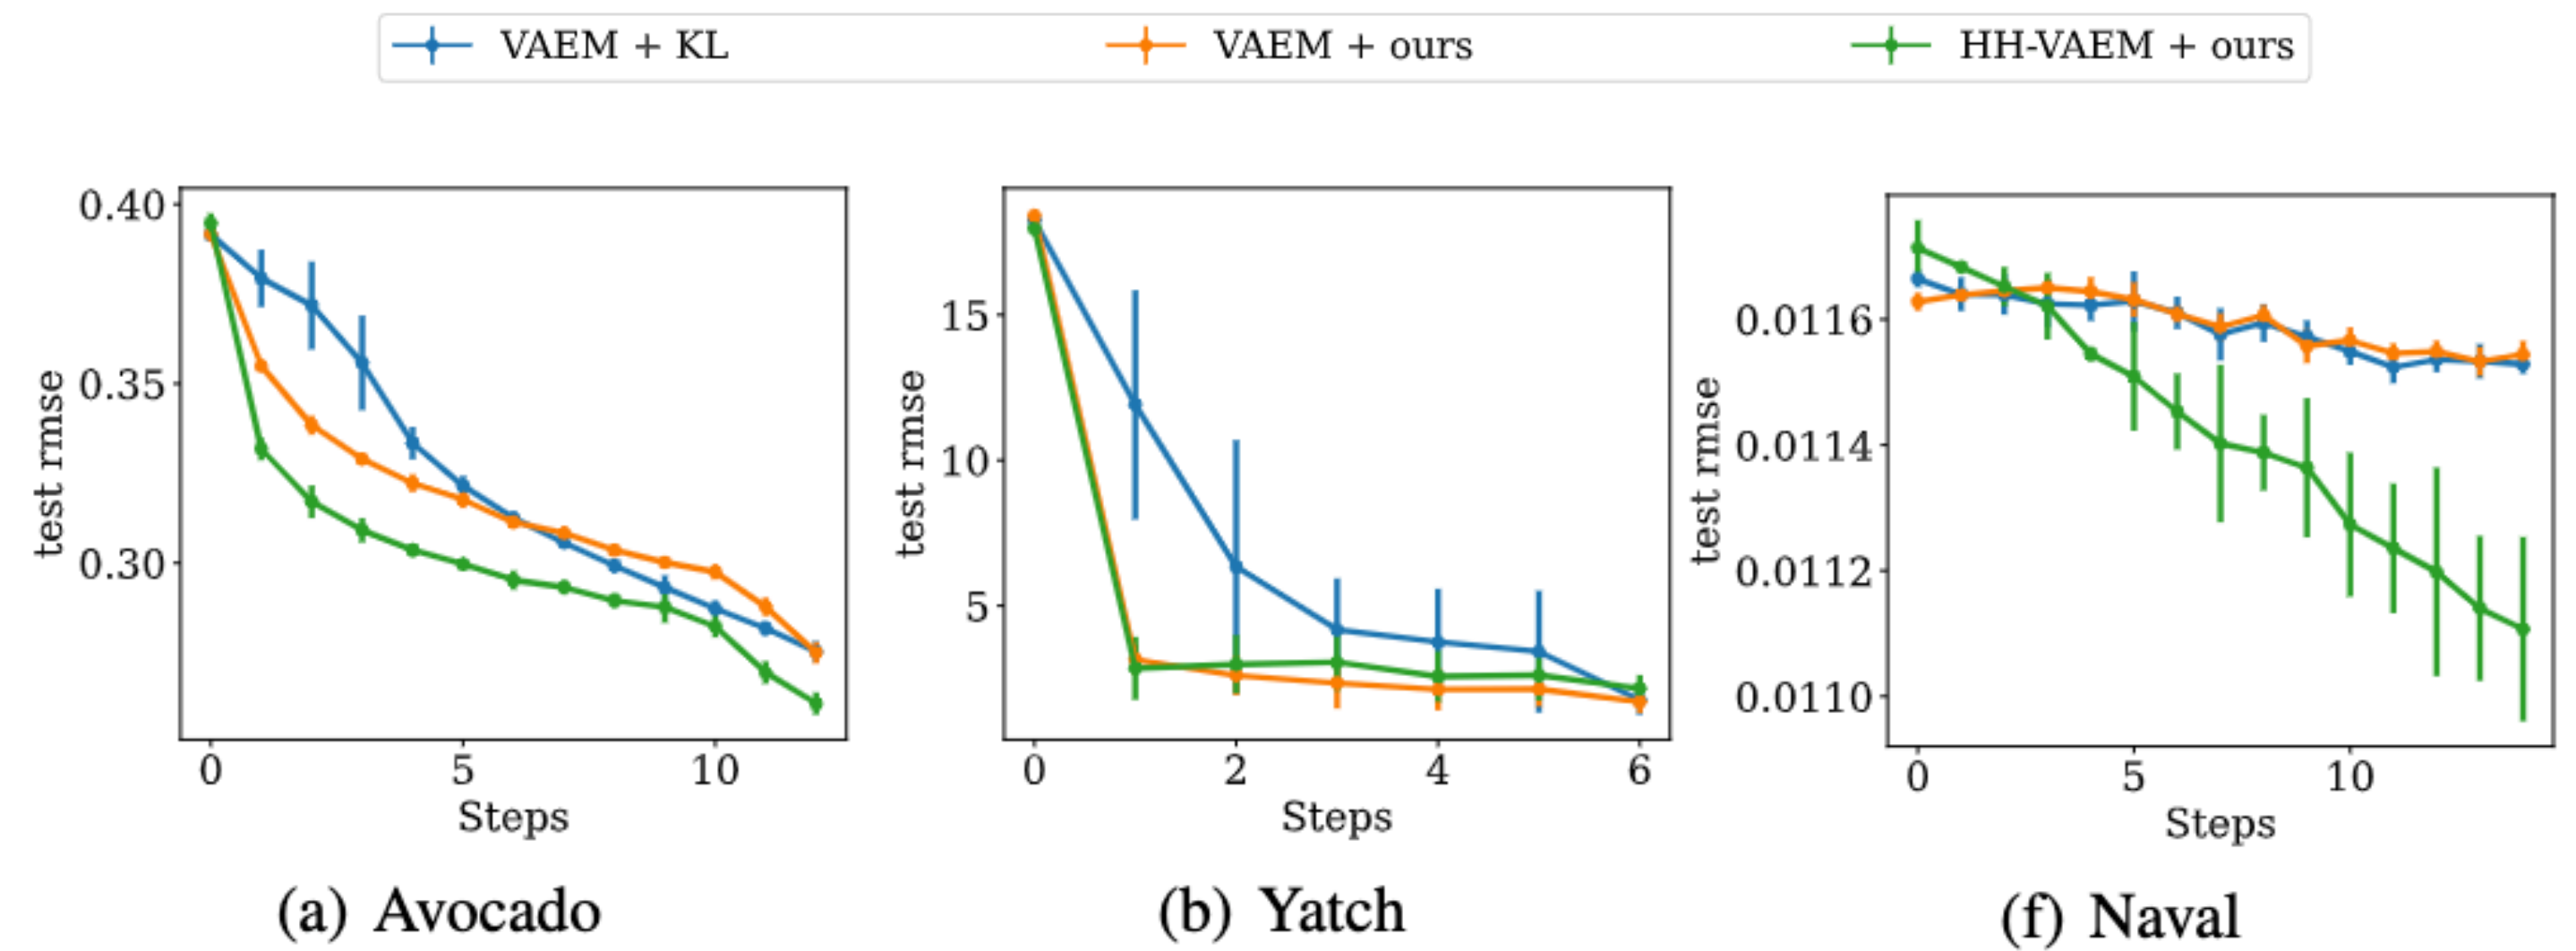 VAEM + KL VAEM + ours HH-VAEM + ours
0.40
0.35
0.30
test rmse
0 5 10
Steps
(a) Avocado
15
10
5
test rmse
0 2 4 6
Steps
(b) Yatch
0.0116
0.0114
0.0112
0.0110
test rmse
0 5 10
Steps
(f) Naval